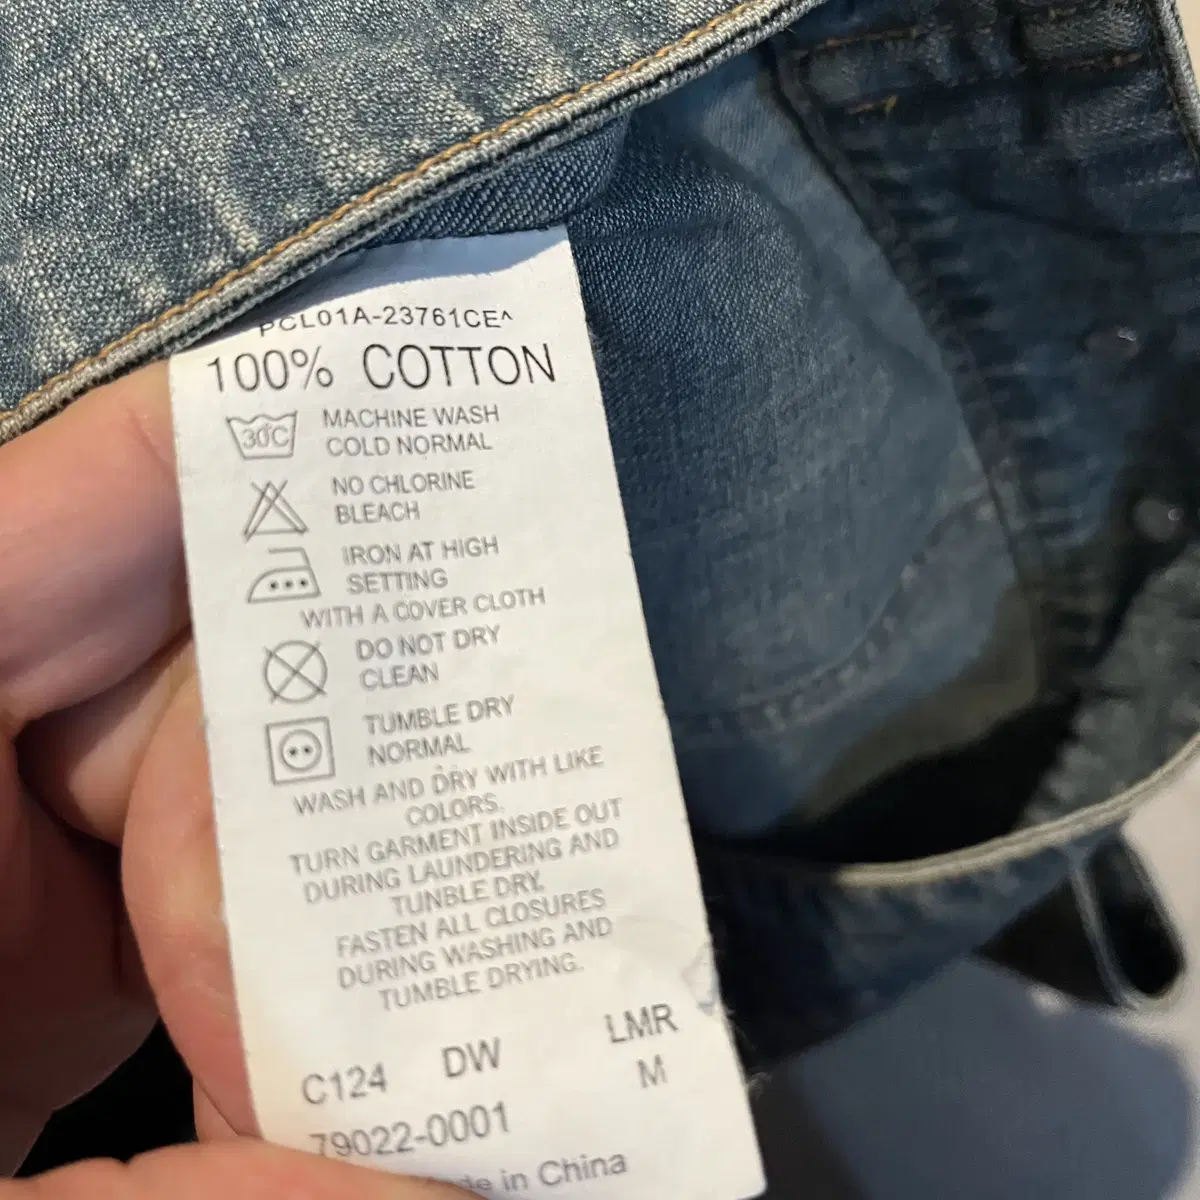 PCL01A-23761CE^
100% COTTON
30°C MACHINE WASH
COLD NORMAL
NO CHLORINE
BLEACH
IRON AT HIGH
SETTING
WITH A COVER CLOTH
DO NOT DRY
CLEAN
TUMBLE DRY
NORMAL
WASH AND DRY WITH LIKE
COLORS.
TURN GARMENT INSIDE OUT
DURING LAUNDERING AND
TUNBLE DRY.
FASTEN ALL CLOSURES
DURING WASHING AND
TUMBLE DRYING.
C124 DW LMR
M
79022-0001
in China